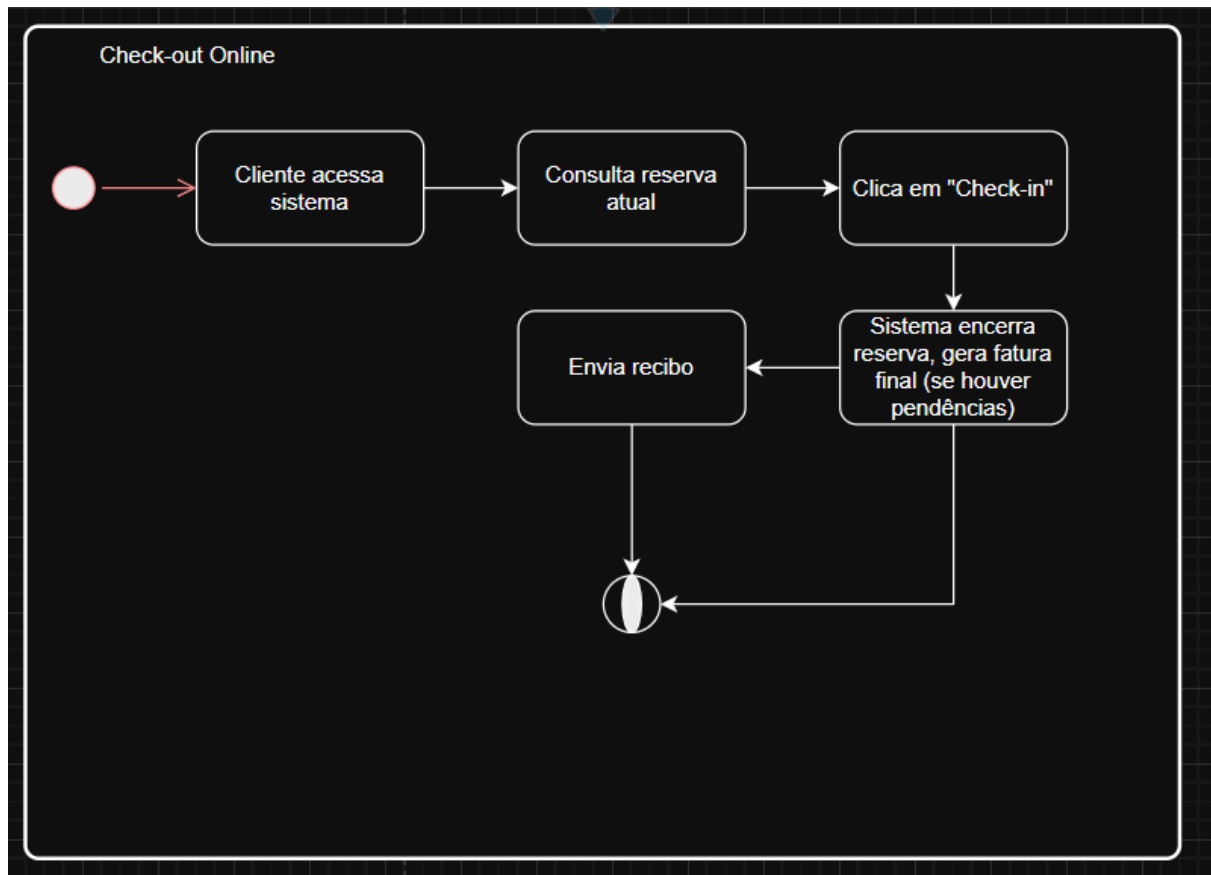 Check-out Online
Cliente acessa
sistema
Consulta reserva
atual
Clica em "Check-in"
Sistema encerra
reserva, gera fatura
final (se houver
pendências)
Envia recibo